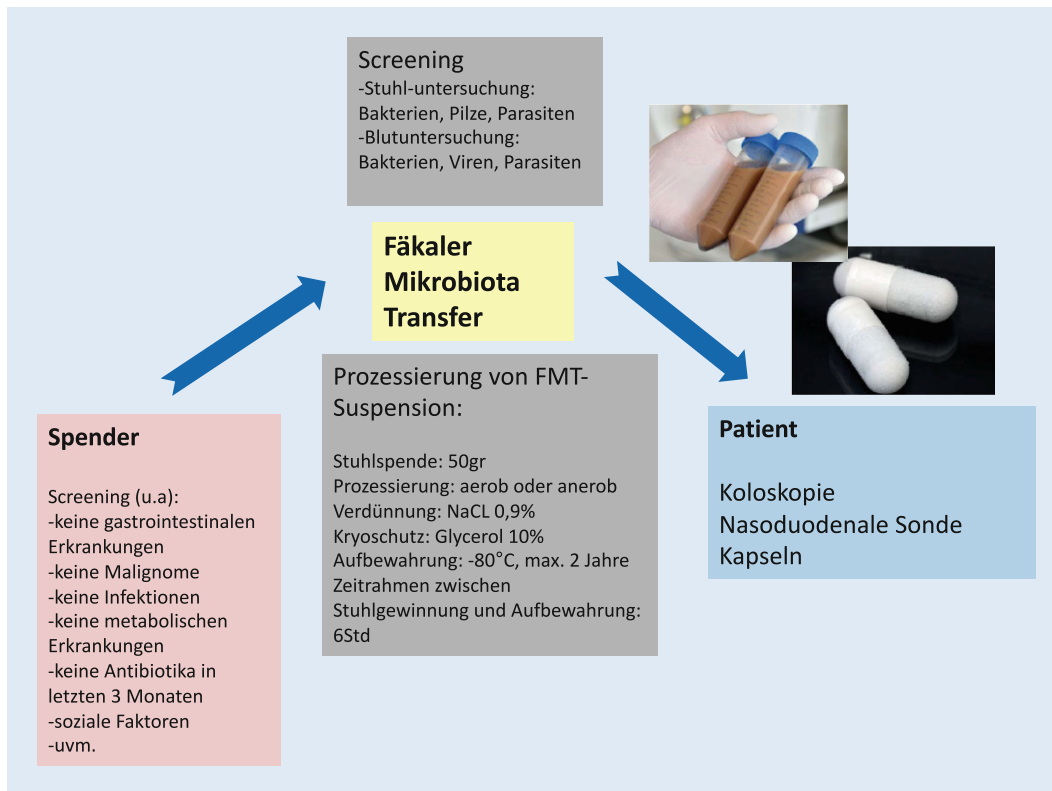 Screening
-Stuhl-untersuchung:
Bakterien, Pilze, Parasiten
-Blutuntersuchung:
Bakterien, Viren, Parasiten
Fäkaler
Mikrobiota
Transfer
Spender
Screening (u.a):
-keine gastrointestinalen
Erkrankungen
-keine Malignome
-keine Infektionen
-keine metabolischen
Erkrankungen
-keine Antibiotika in
letzten 3 Monaten
-soziale Faktoren
-uvm.
Prozessierung von FMT-
Suspension:
Stuhlspende: 50gr
Prozessierung: aerob oder anerob
Verdünnung: NaCL 0,9%
Kryoschutz: Glycerol 10%
Aufbewahrung: -80°C, max. 2 Jahre
Zeitrahmen zwischen
Stuhlgewinnung und Aufbewahrung:
6Std
Patient
Koloskopie
Nasoduodenale Sonde
Kapseln